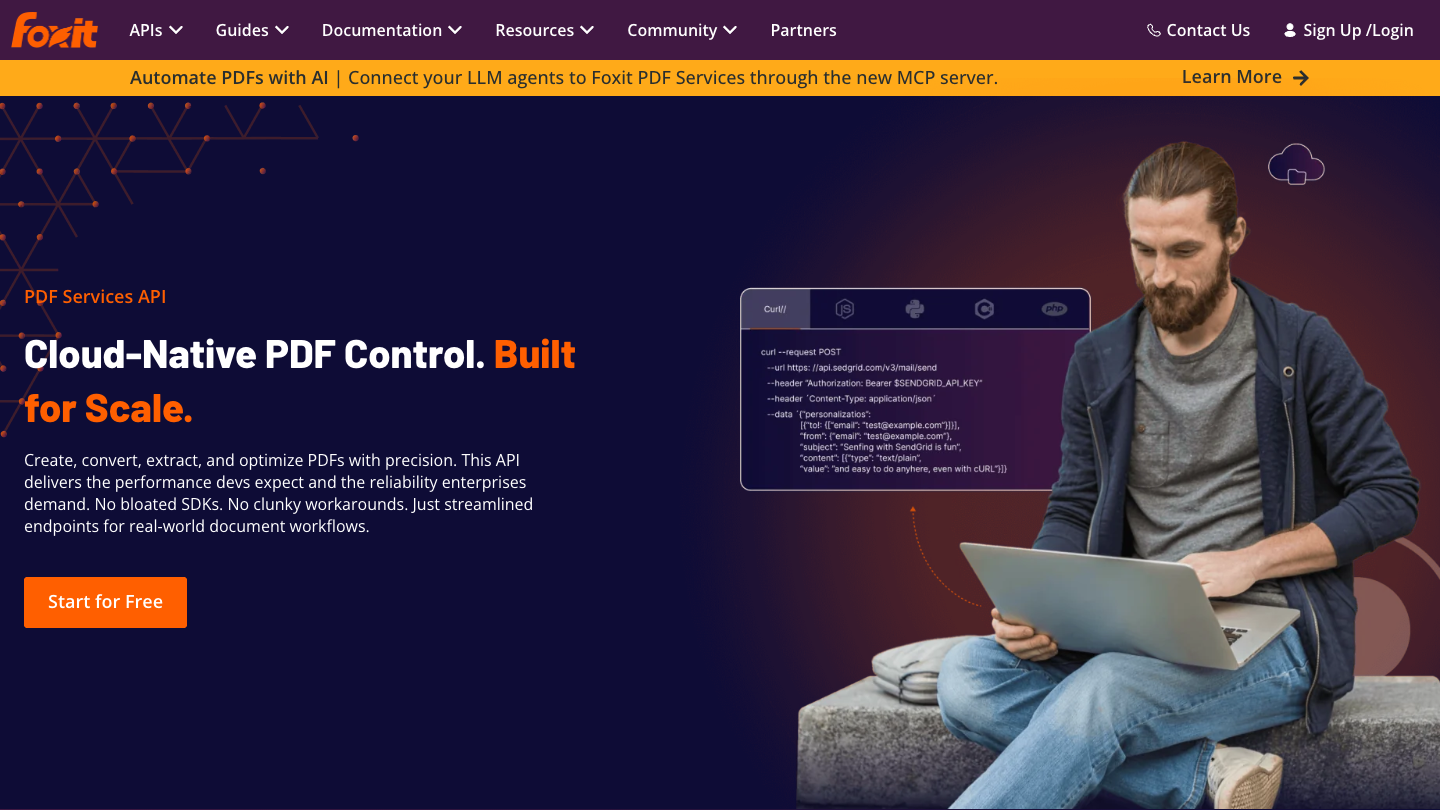 Foxit
APIs
Guides
Documentation
Resources
Community
Partners
Contact Us
Sign Up /Login
Automate PDFs with AI | Connect your LLM agents to Foxit PDF Services through the new MCP server.
Learn More
PDF Services API
Cloud-Native PDF Control. Built
for Scale.
Create, convert, extract, and optimize PDFs with precision. This API
delivers the performance devs expect and the reliability enterprises
demand. No bloated SDKs. No clunky workarounds. Just streamlined
endpoints for real-world document workflows.
Start for Free
Curl//
JS
C
php
curl --request POST
--url https: //api.sedgrid.com/v3/mail/send
--header "Authorization: Bearer $SENDGRID_API_KEY"
--header ´Content-Type: application/json´
--data ´{"personalizatios":
[{"tol: {["email": "test@example.com"}]}],
"from": {"email": "test@example.com"},
"subject": "Senfing with SendGrid is fun",
"content": [{"type": "text/plain",
"value": "and easy to do anyhere, even with cURL"}]}